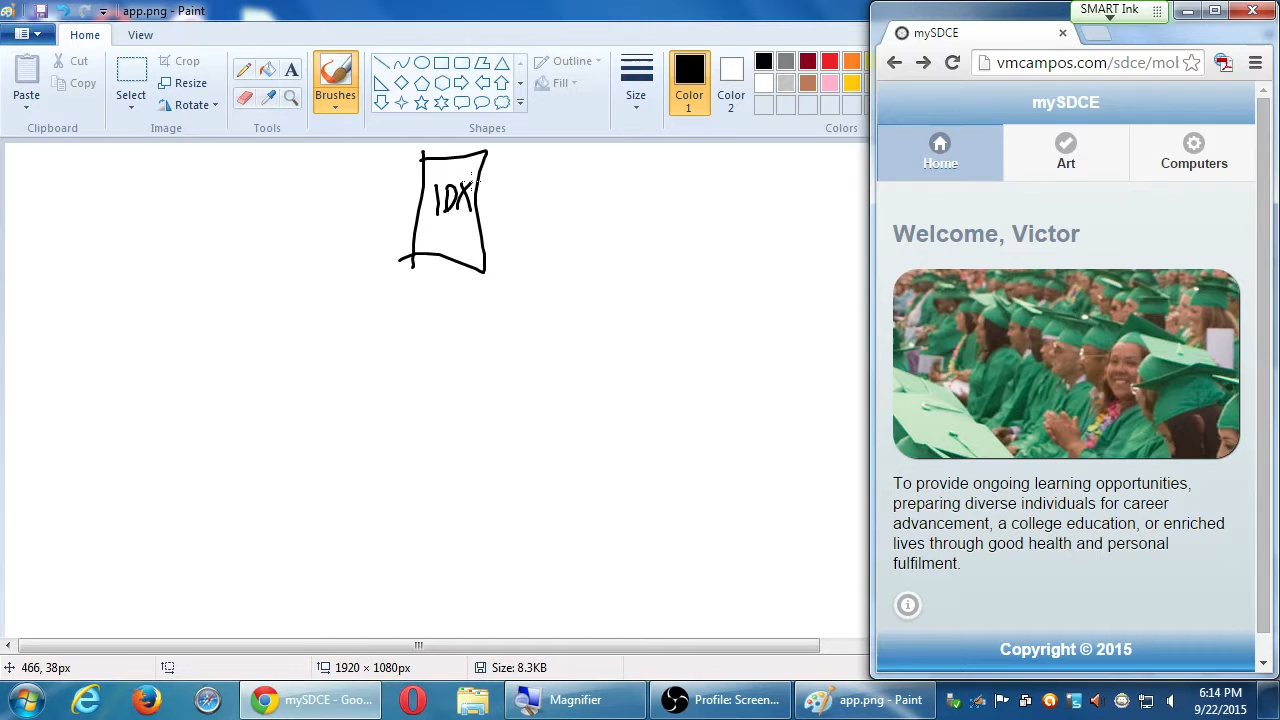 app.png - Paint
SMART Ink
Home
View
mySDCE
Paste
Cut
Copy
Clipboard
Select
Crop
Resize
Rotate
Image
Tools
Brushes
Outline
Fill
Shapes
Size
Color
1
Color
2
Colors
vmcampos.com/sdce/mol
mySDCE
Home
Art
Computers
IDX
Welcome, Victor
To provide ongoing learning opportunities,
preparing diverse individuals for career
advancement, a college education, or enriched
lives through good health and personal
fulfilment.
Copyright © 2015
466, 38px
1920 × 1080px
Size: 8.3KB
mySDCE - Goo...
Magnifier
Profile: Screen...
app.png - Paint
6:14 PM
9/22/2015